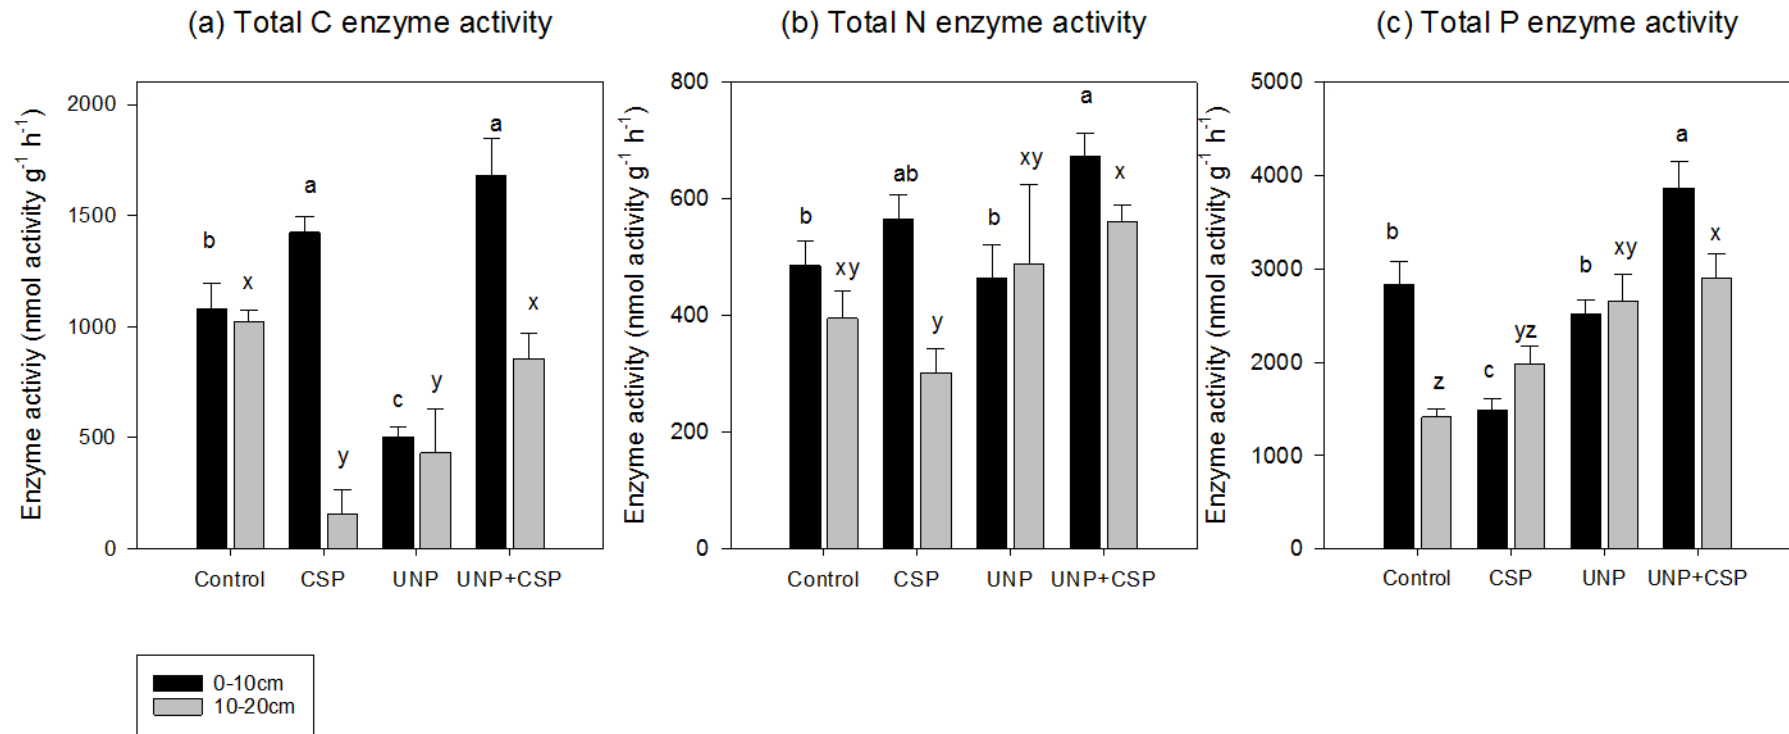 (a) Total C enzyme activity
Enzyme activiy (nmol activity g⁻¹ h⁻¹)
2000
1500
1000
500
0
b
x
a
y
c
y
a
x
Control CSP UNP UNP+CSP
(b) Total N enzyme activity
Enzyme activity (nmol activity g⁻¹ h⁻¹)
800
600
400
200
0
b
xy
ab
y
b
xy
a
x
Control CSP UNP UNP+CSP
(c) Total P enzyme activity
Enzyme activity (nmol activity g⁻¹ h⁻¹)
5000
4000
3000
2000
1000
0
b
z
c
yz
b
xy
a
x
Control CSP UNP UNP+CSP
0-10cm
10-20cm